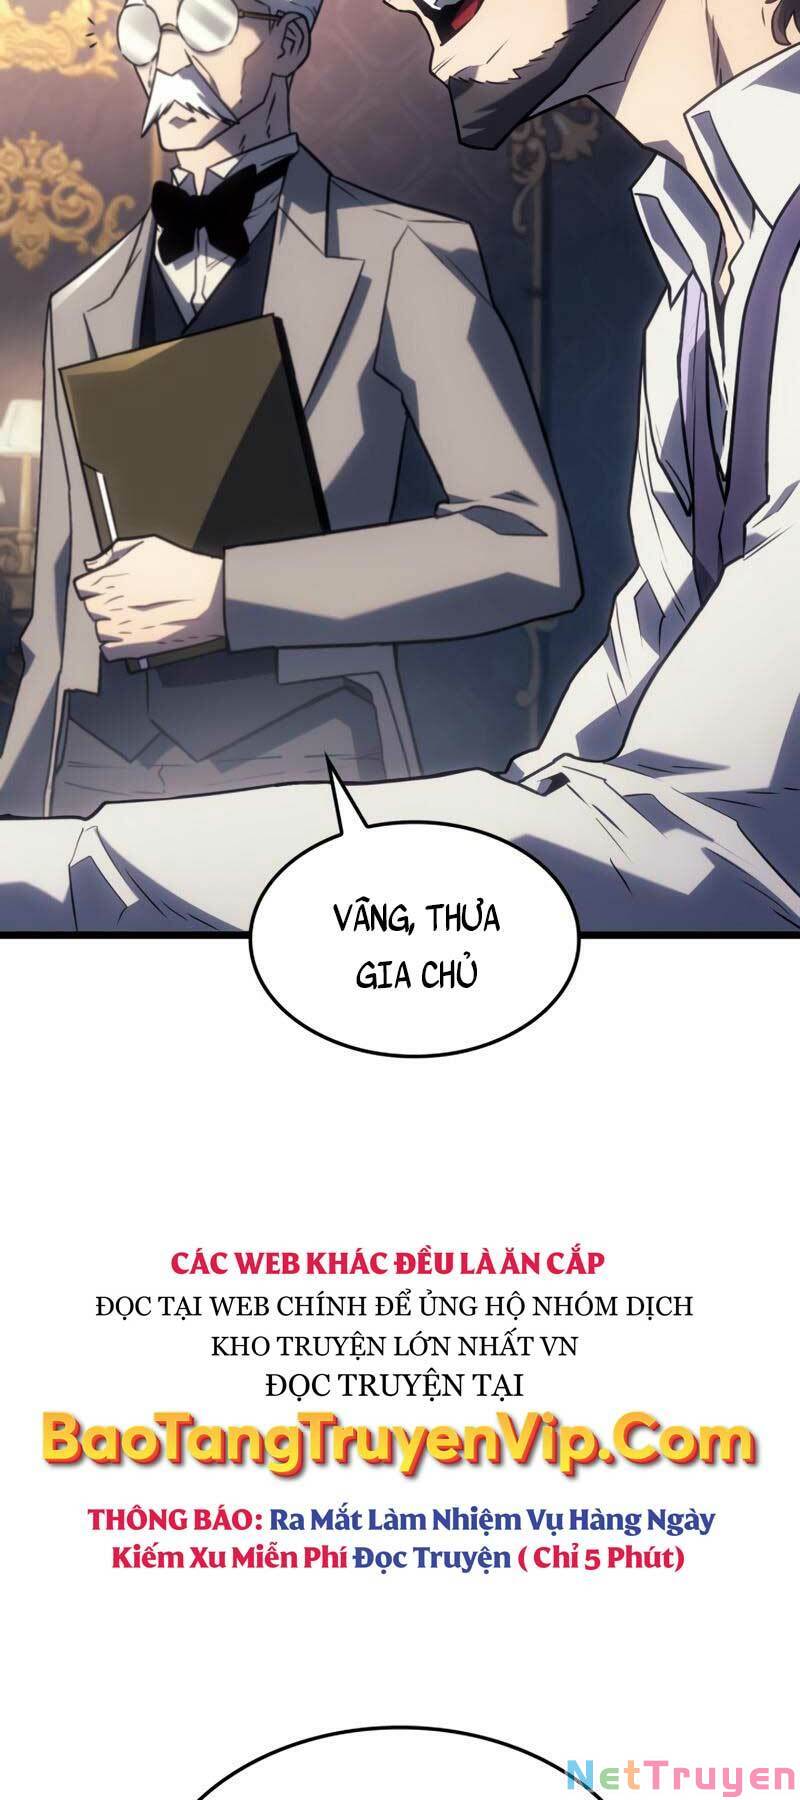 VÂNG, THƯA
GIA CHỦ
CÁC WEB KHÁC ĐỀU LÀ ĂN CẮP
ĐỌC TẠI WEB CHÍNH ĐỂ ỦNG HỘ NHÓM DỊCH
KHO TRUYỆN LỚN NHẤT VN
ĐỌC TRUYỆN TẠI
BaoTangTruyenVip.Com
THÔNG BÁO: Ra Mắt Làm Nhiệm Vụ Hàng Ngày
Kiếm Xu Miễn Phí Đọc Truyện ( Chỉ 5 Phút)
NetTruyen